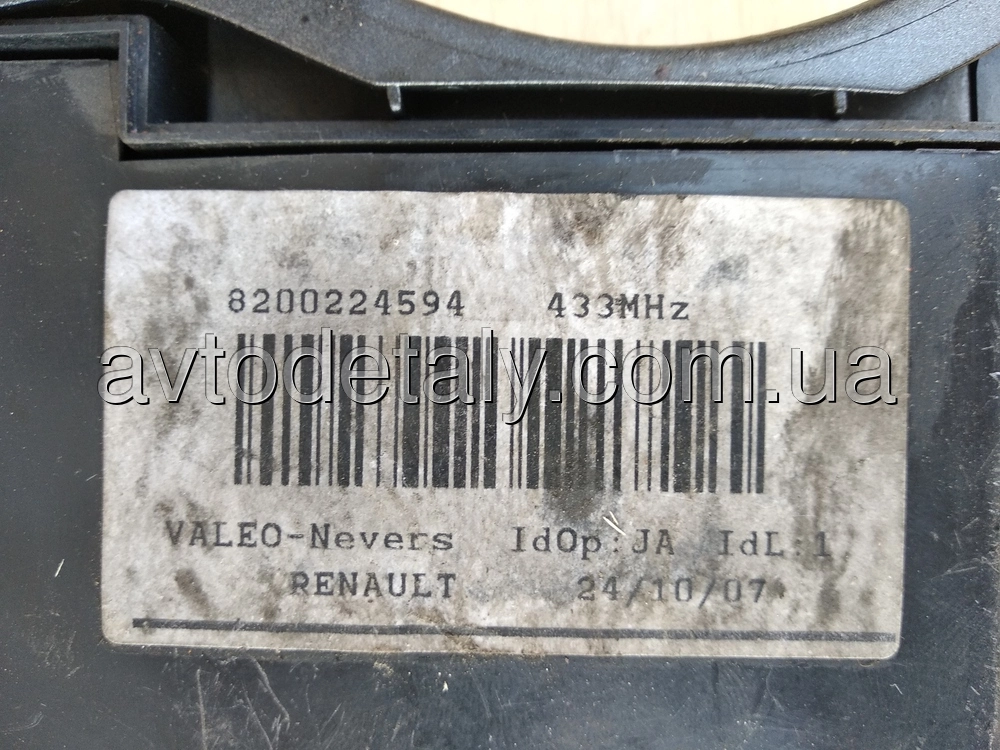 8200224594 433MHz
avtodetaly.com.ua
VALEO-Nevers IdOp:JA IdL:1
RENAULT 24/10/07